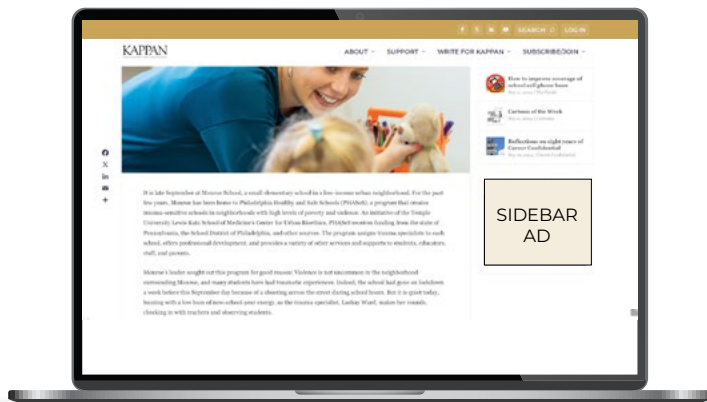 SEARCH LOG IN
KAPPAN
ABOUT SUPPORT WRITE FOR KAPPAN SUBSCRIBE/JOIN
How to improve coverage of
school cell phone bans
Cartoons of the Week
Reflections on eight years of
Career Confidential
SIDEBAR
AD
It is late September at Monroe School, a small elementary school in a low-income urban neighborhood. For the past
few years, Monroe has been home to Philadelphia Healthy and Safe Schools (PHASeS), a program that creates
trauma-sensitive schools in neighborhoods with high levels of poverty and violence. An initiative of the Temple
University Lewis Katz School of Medicine's Center for Urban Bioethics, PHASeS receives funding from the state of
Pennsylvania, the School District of Philadelphia, and other sources. The program assigns trauma specialists to each
school, offers professional development, and provides a variety of other services and supports to students, educators,
staff, and parents.
Monroe's leader sought out this program for good reason: Violence is not uncommon in the neighborhood
surrounding Monroe, and many students have had traumatic experiences. Indeed, the school had gone on lockdown
a week before this September day because of a shooting across the street during school hours. But it is quiet today,
buzzing with a low hum of new-school-year energy, as the trauma specialist, Lashay Ward, makes her rounds,
checking in with teachers and observing students.